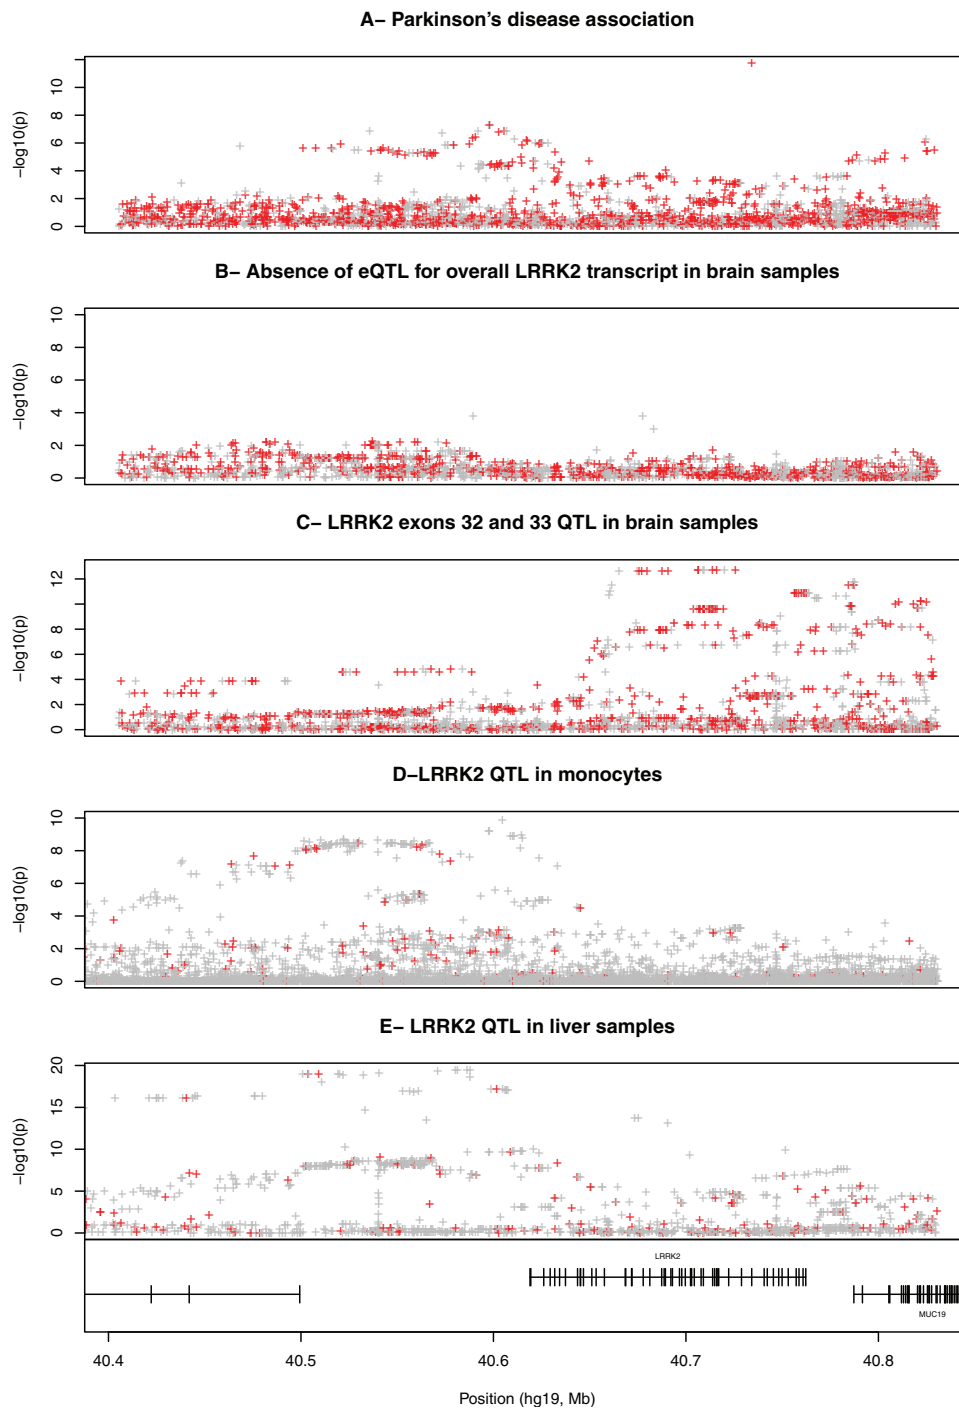 A− Parkinson's disease association
−log10(p)
0 2 4 6 8 10
B− Absence of eQTL for overall LRRK2 transcript in brain samples
−log10(p)
0 2 4 6 8 10
C− LRRK2 exons 32 and 33 QTL in brain samples
−log10(p)
0 2 4 6 8 12
D−LRRK2 QTL in monocytes
−log10(p)
0 2 4 6 8 10
E− LRRK2 QTL in liver samples
−log10(p)
0 5 10 15 20
LRRK2
MUC19
40.4 40.5 40.6 40.7 40.8
Position (hg19, Mb)